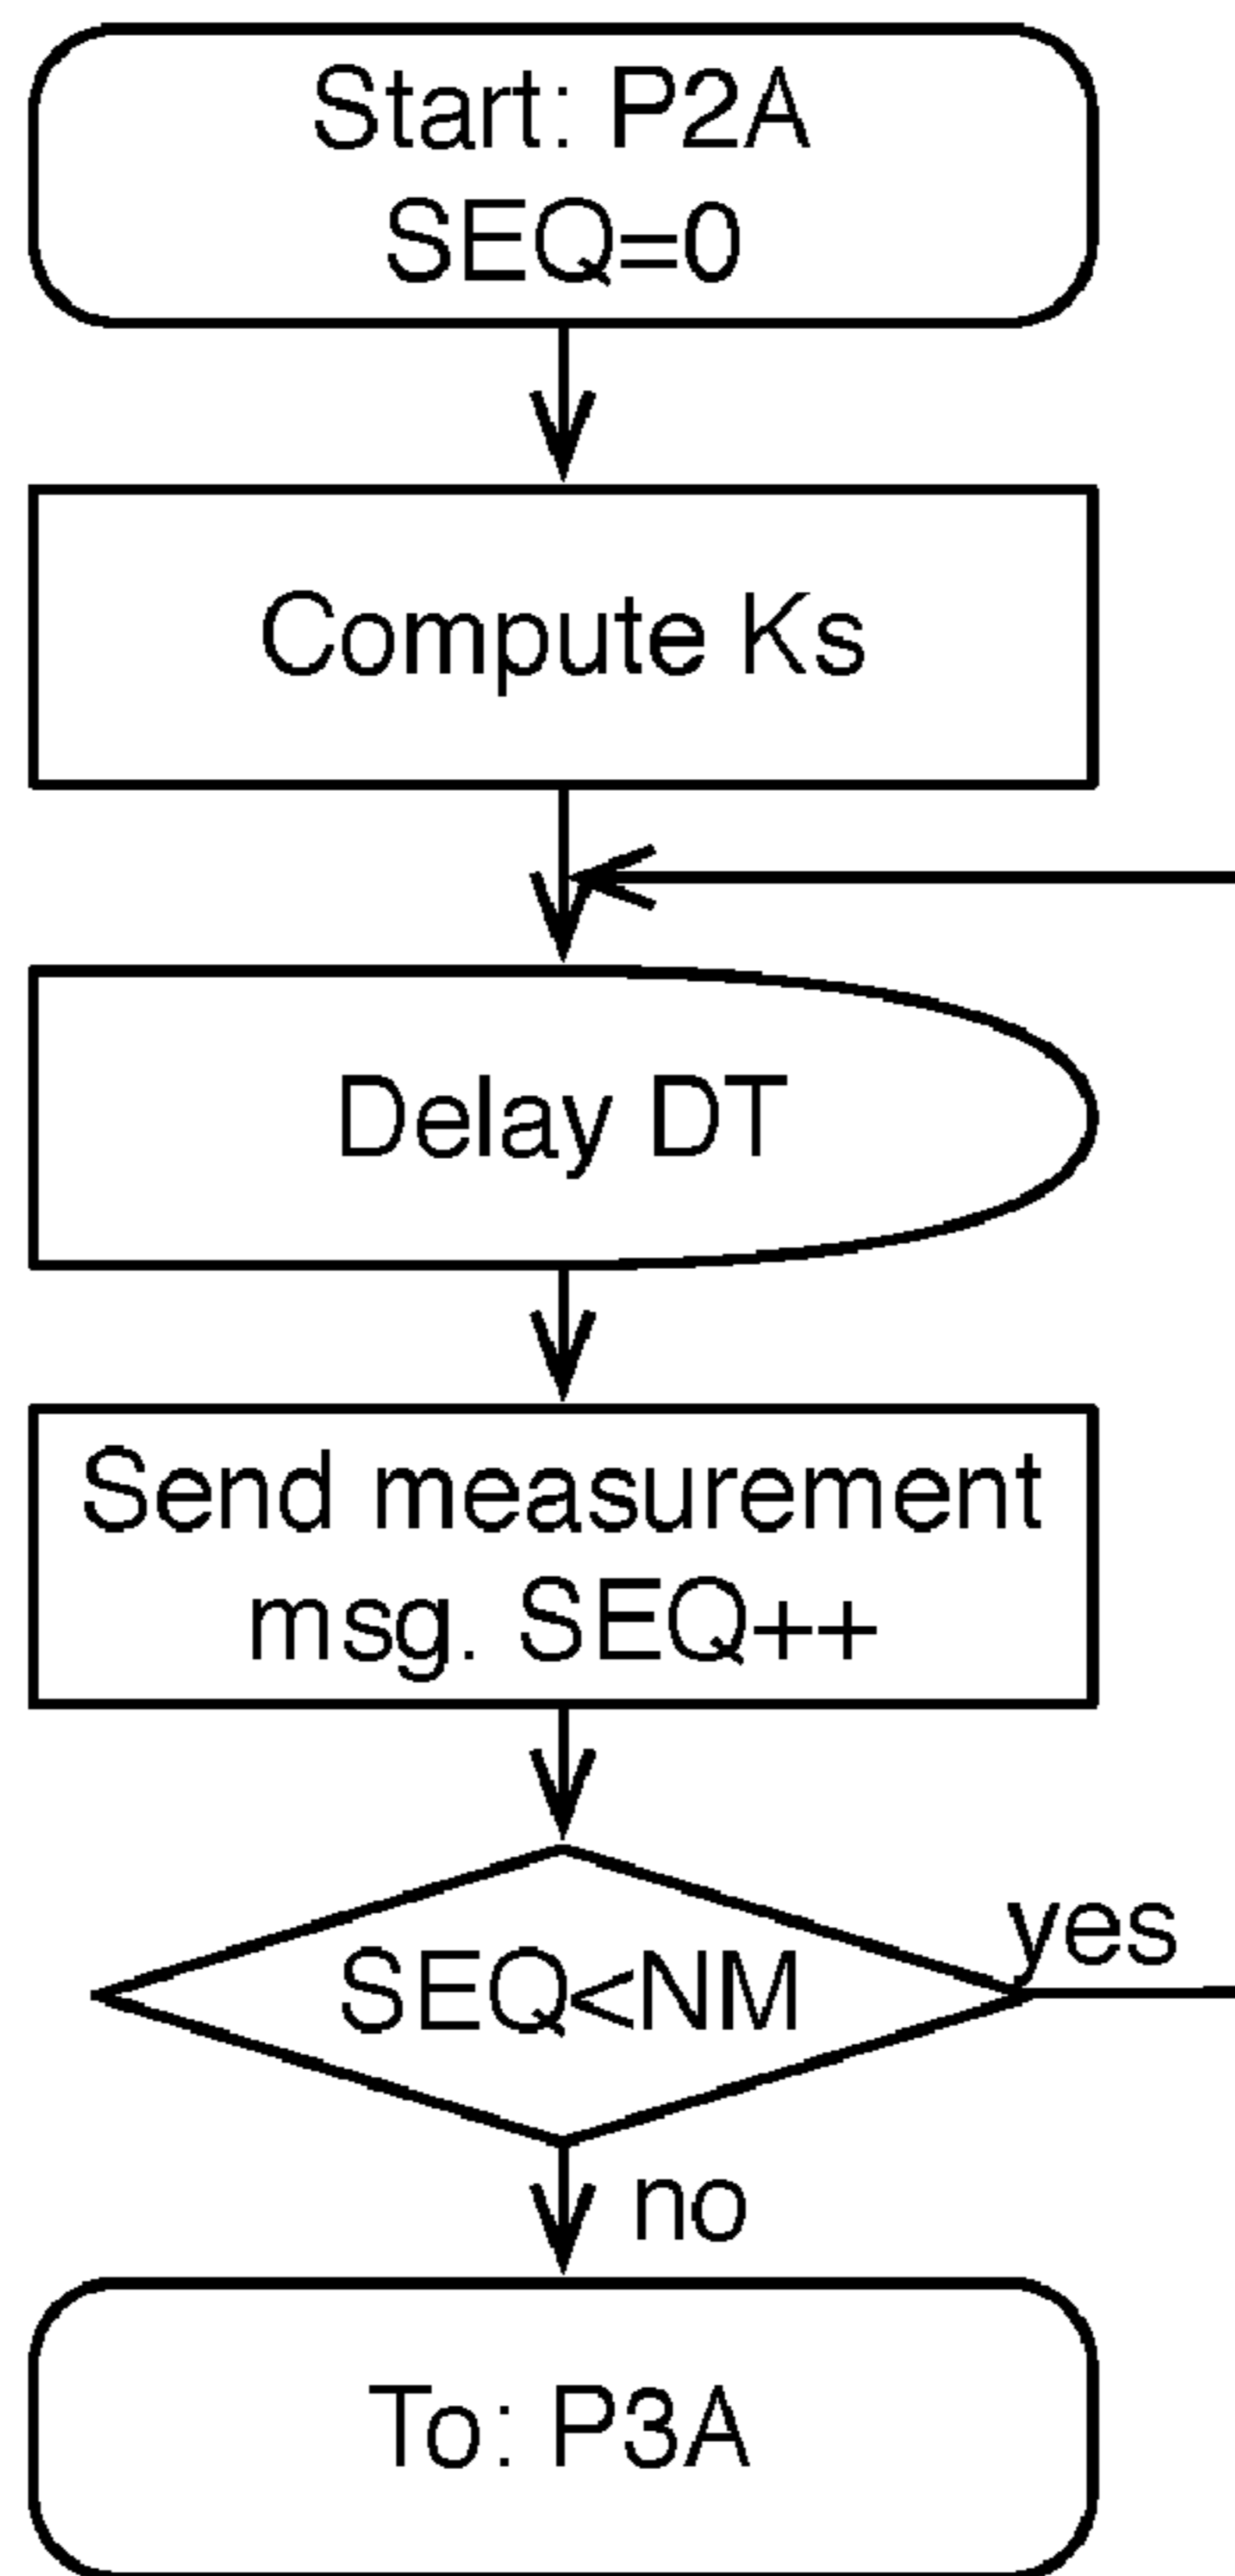 Start: P2A
SEQ=0
Compute Ks
Delay DT
Send measurement
msg. SEQ++
SEQ<NM
yes
no
To: P3A